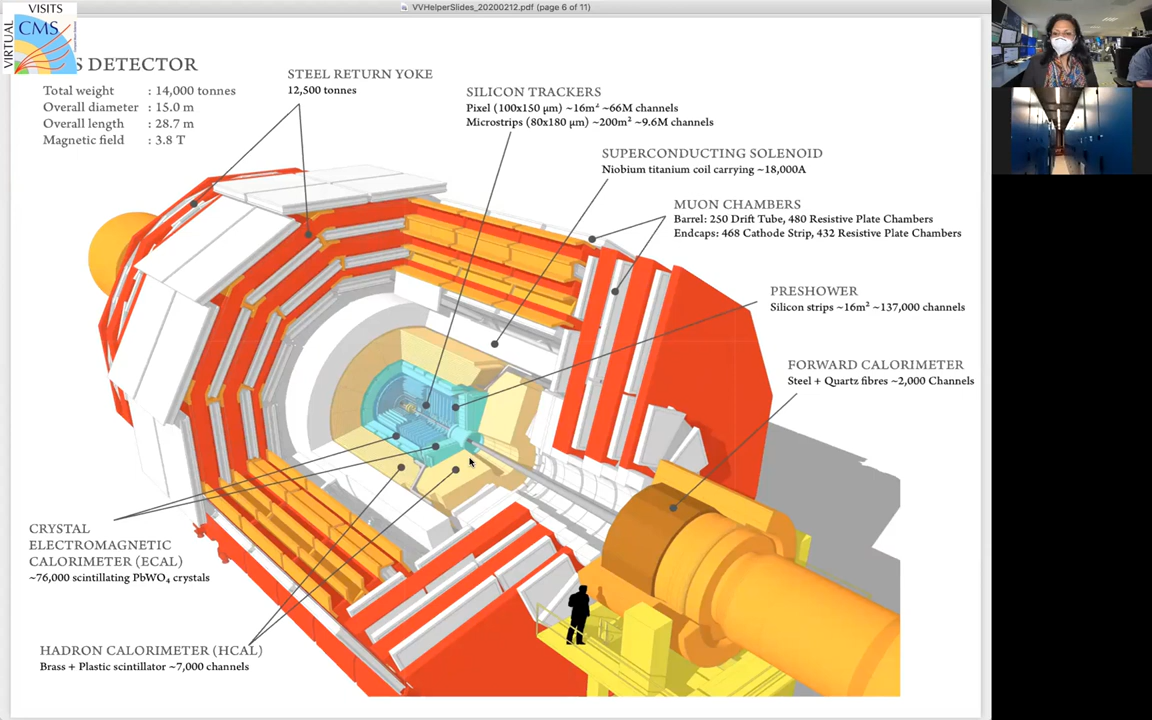 VVHelperSlides_20200212.pdf (page 6 of 11)
VISITS
VIRTUAL
CMS
S DETECTOR
Total weight : 14,000 tonnes
Overall diameter : 15.0 m
Overall length : 28.7 m
Magnetic field : 3.8 T
STEEL RETURN YOKE
12,500 tonnes
SILICON TRACKERS
Pixel (100x150 μm) ~16m² ~66M channels
Microstrips (80x180 μm) ~200m² ~9.6M channels
SUPERCONDUCTING SOLENOID
Niobium titanium coil carrying ~18,000A
MUON CHAMBERS
Barrel: 250 Drift Tube, 480 Resistive Plate Chambers
Endcaps: 468 Cathode Strip, 432 Resistive Plate Chambers
PRESHOWER
Silicon strips ~16m² ~137,000 channels
FORWARD CALORIMETER
Steel + Quartz fibres ~2,000 Channels
CRYSTAL
ELECTROMAGNETIC
CALORIMETER (ECAL)
~76,000 scintillating PbWO₄ crystals
HADRON CALORIMETER (HCAL)
Brass + Plastic scintillator ~7,000 channels